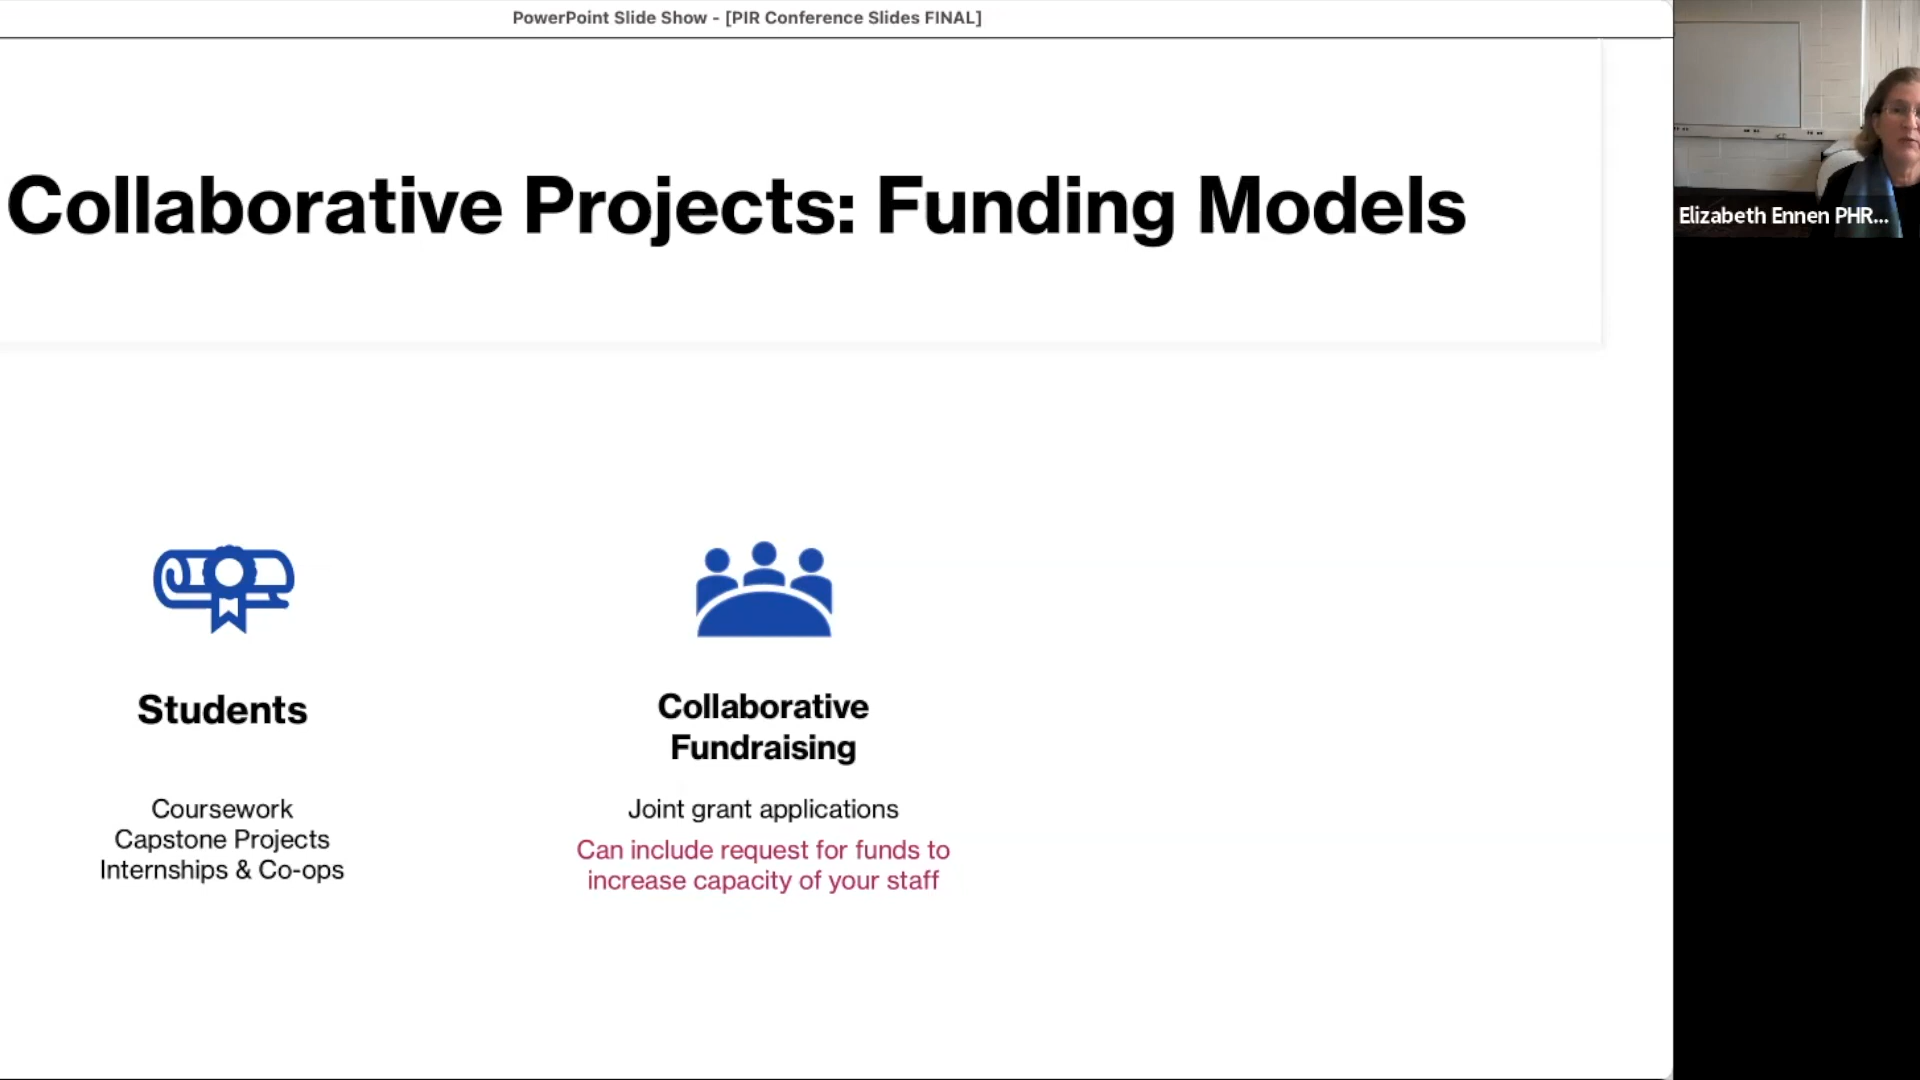 PowerPoint Slide Show - [PIR Conference Slides FINAL]
Collaborative Projects: Funding Models
Elizabeth Ennen PHR...
Students
Coursework
Capstone Projects
Internships & Co-ops
Collaborative
Fundraising
Joint grant applications
Can include request for funds to
increase capacity of your staff